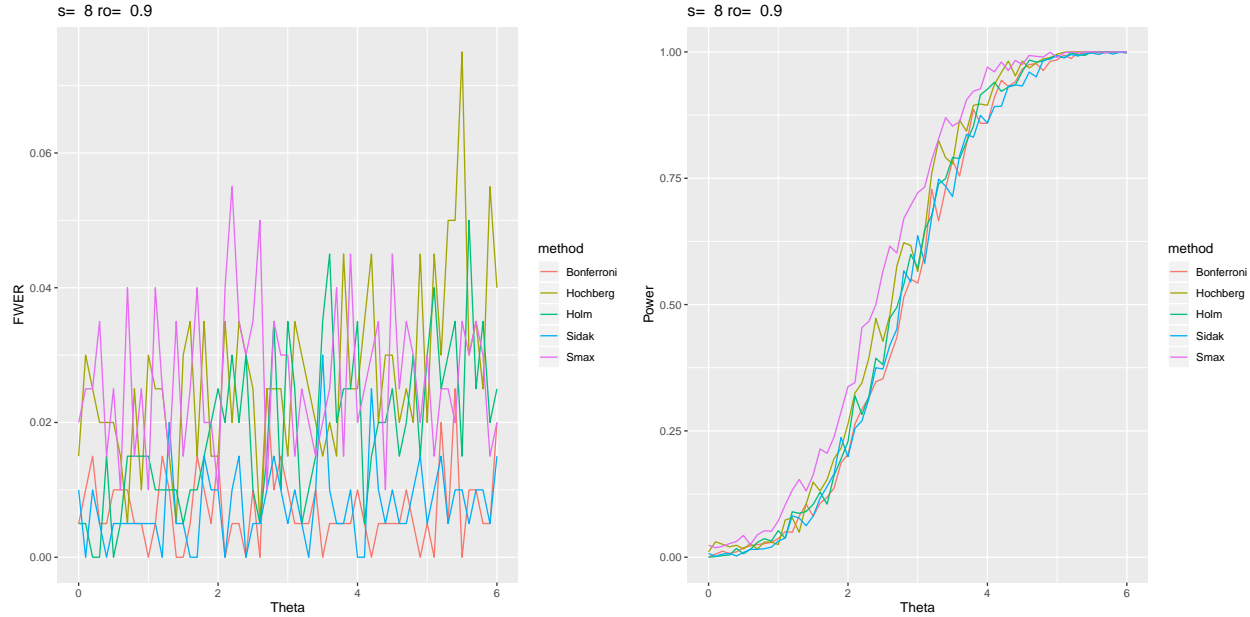 s= 8 ro= 0.9
FWER
0.06
0.04
0.02
0.00
0
2
4
6
Theta
method
Bonferroni
Hochberg
Holm
Sidak
Smax
s= 8 ro= 0.9
Power
1.00
0.75
0.50
0.25
0.00
0
2
4
6
Theta
method
Bonferroni
Hochberg
Holm
Sidak
Smax